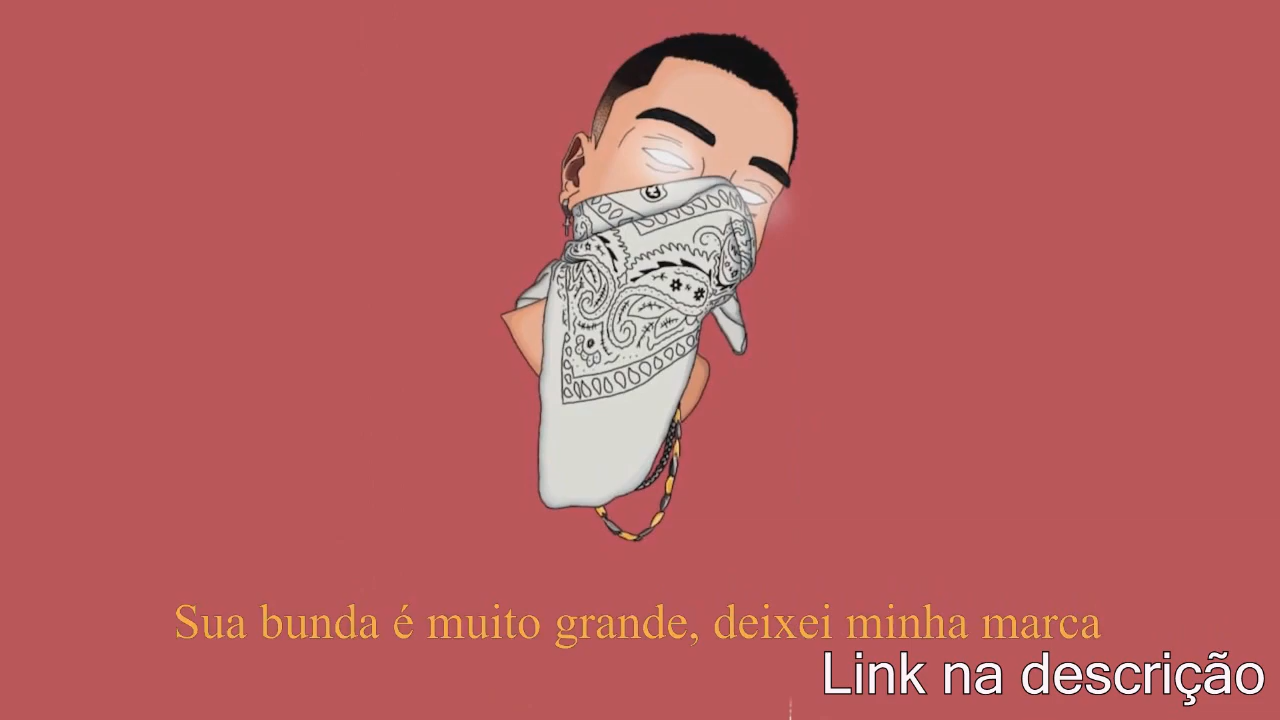 Sua bunda é muito grande, deixei minha marca
Link na descrição